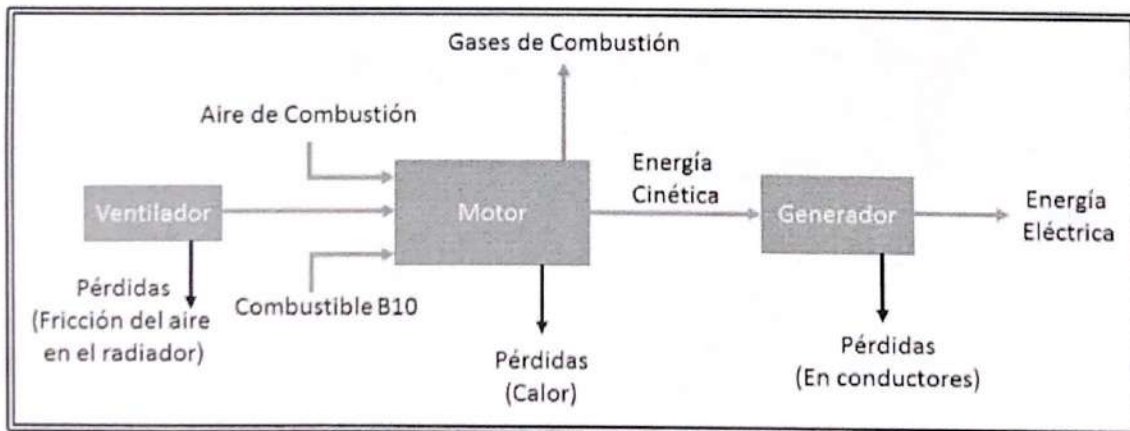 Gases de Combustión
Aire de Combustión
Energía
Cinética
Ventilador
Motor
Generador
Energía
Eléctrica
Pérdidas
(Fricción del aire
en el radiador)
Combustible B10
Pérdidas
(Calor)
Pérdidas
(En conductores)